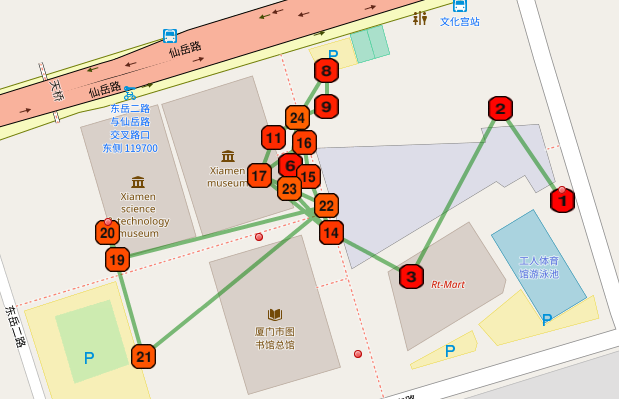 文化宫站
P
8
仙岳路
天桥
仙岳路
9
2
东岳二路
与仙岳路
交叉路口
东侧 119700
24
11
16
Xiamen
museum
6
17
15
23
Xiamen
science
technology
museum
1
22
20
14
19
工人体育
馆游泳池
3
Rt-Mart
东岳二路
厦门市图
书馆总馆
P
P
P
21